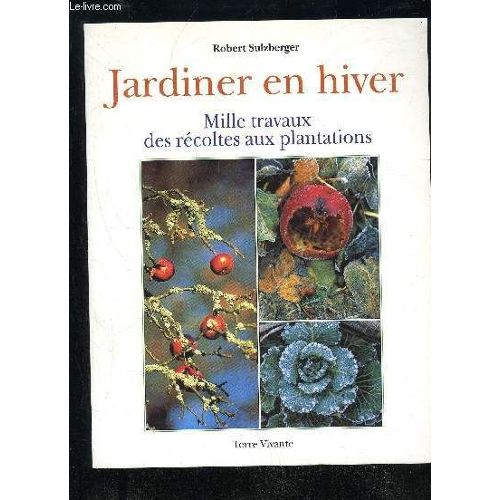 Le-livre.com
Robert Sulzberger
Jardiner en hiver
Mille travaux
des récoltes aux plantations
Terre Vivante